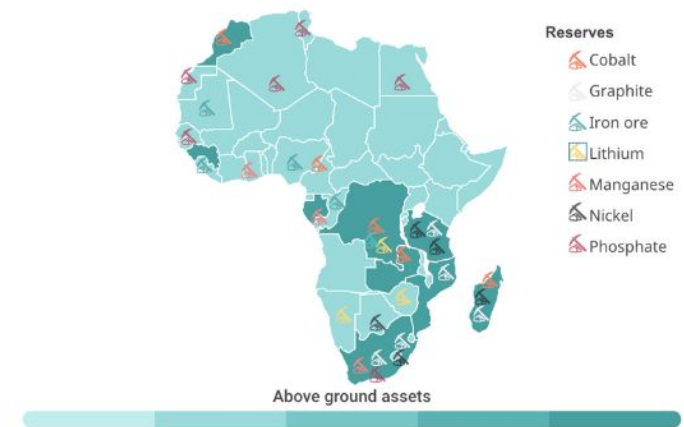 Reserves
Cobalt
Graphite
Iron ore
Lithium
Manganese
Nickel
Phosphate
Above ground assets